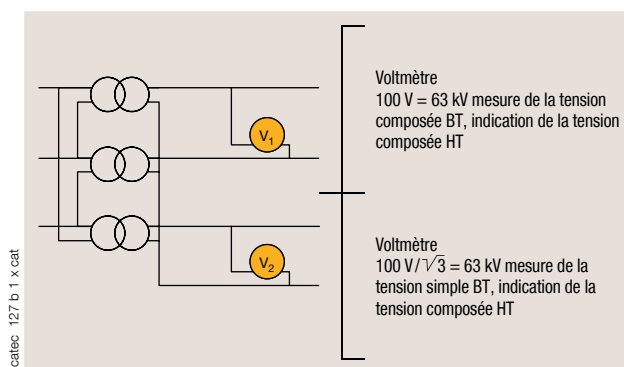 Voltmètre
100 V = 63 kV mesure de la tension
composée BT, indication de la tension
composée HT
V₁
Voltmètre
100 V/√3 = 63 kV mesure de la
tension simple BT, indication de la
tension composée HT
V₂
catec 127 b 1 x cat